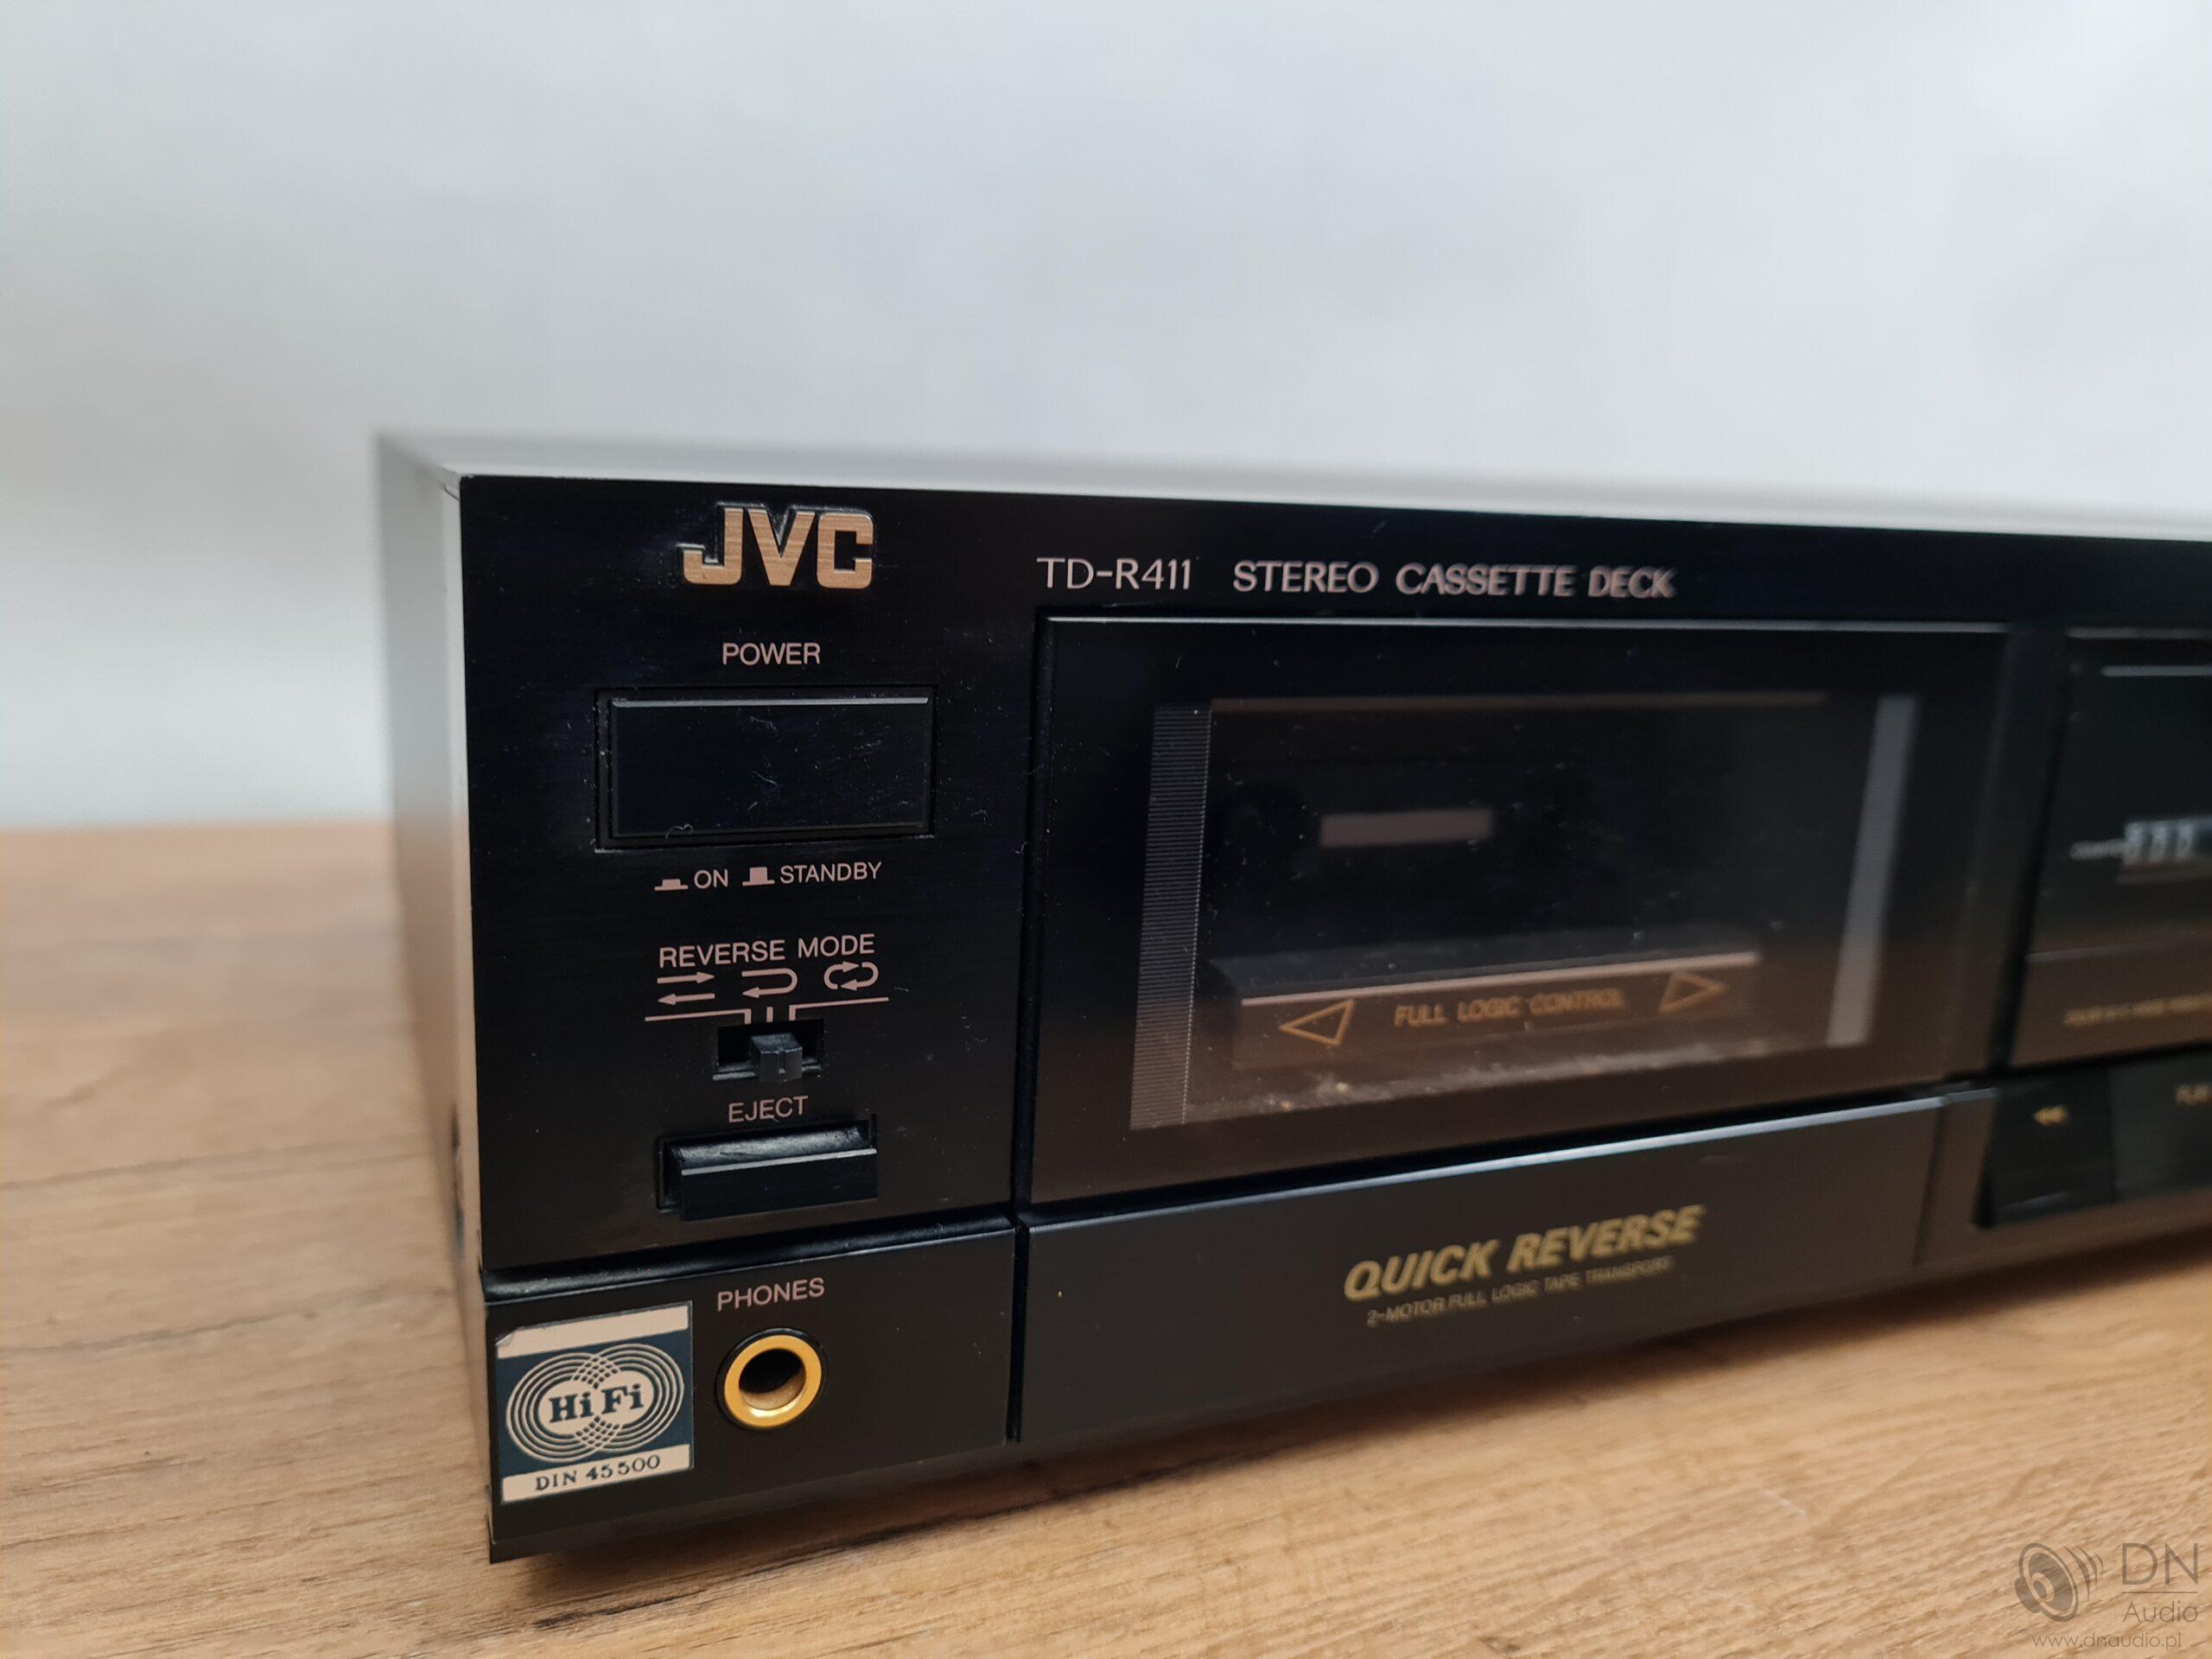 JVC
TD-R411 STEREO CASSETTE DECK
POWER
ON STANDBY
REVERSE MODE
EJECT
FULL LOGIC CONTROL
QUICK REVERSE
2-MOTOR FULL LOGIC TAPE TRANSPORT
PHONES
Hi Fi
DIN 45500
DN
Audio
www.dnaudio.pl